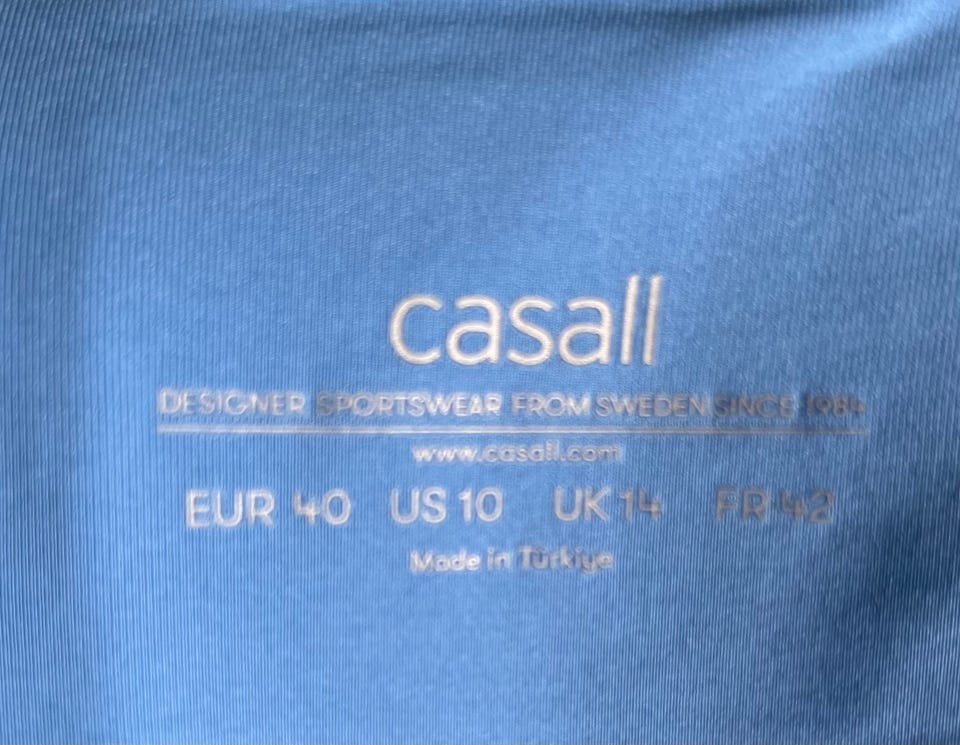 casall
DESIGNER SPORTSWEAR FROM SWEDEN SINCE 1984
www.casall.com
EUR 40 US 10 UK 14 FR 42
Made in Türkiye